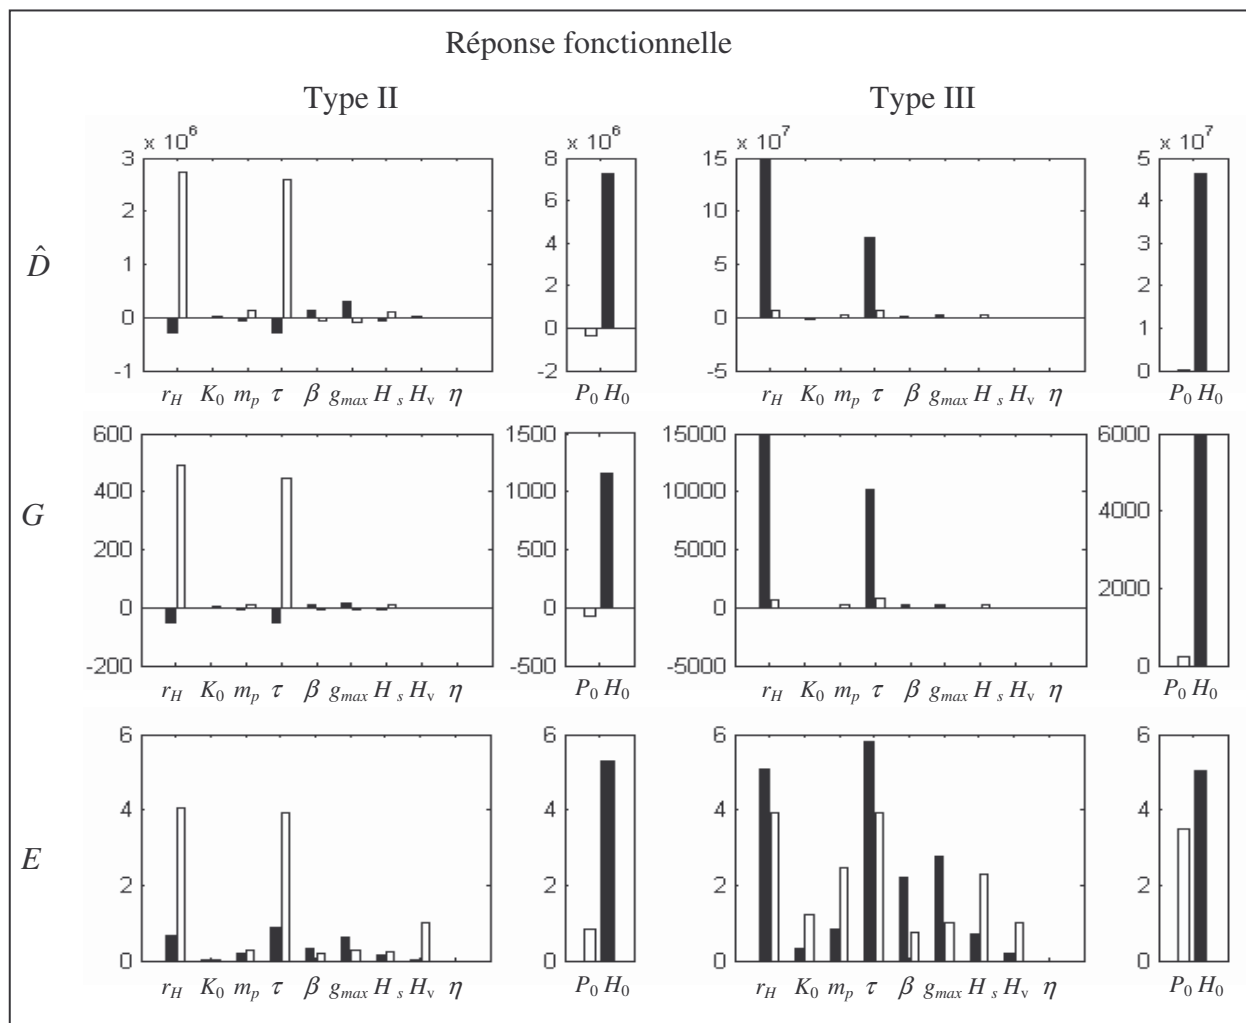 Réponse fonctionnelle
Type II Type III
x 10^6 x 10^6 x 10^7 x 10^7
D̂
3 2 1 0 -1
8 6 4 2 0 -2
15 10 5 0 -5
5 4 3 2 1 0
r_H K_0 m_p τ β g_max H_s H_v η P_0 H_0 r_H K_0 m_p τ β g_max H_s H_v η P_0 H_0
G
600 400 200 0 -200
1500 1000 500 0 -500
15000 10000 5000 0 -5000
6000 4000 2000 0
r_H K_0 m_p τ β g_max H_s H_v η P_0 H_0 r_H K_0 m_p τ β g_max H_s H_v η P_0 H_0
E
6 4 2 0
6 4 2 0
6 4 2 0
6 4 2 0
r_H K_0 m_p τ β g_max H_s H_v η P_0 H_0 r_H K_0 m_p τ β g_max H_s H_v η P_0 H_0